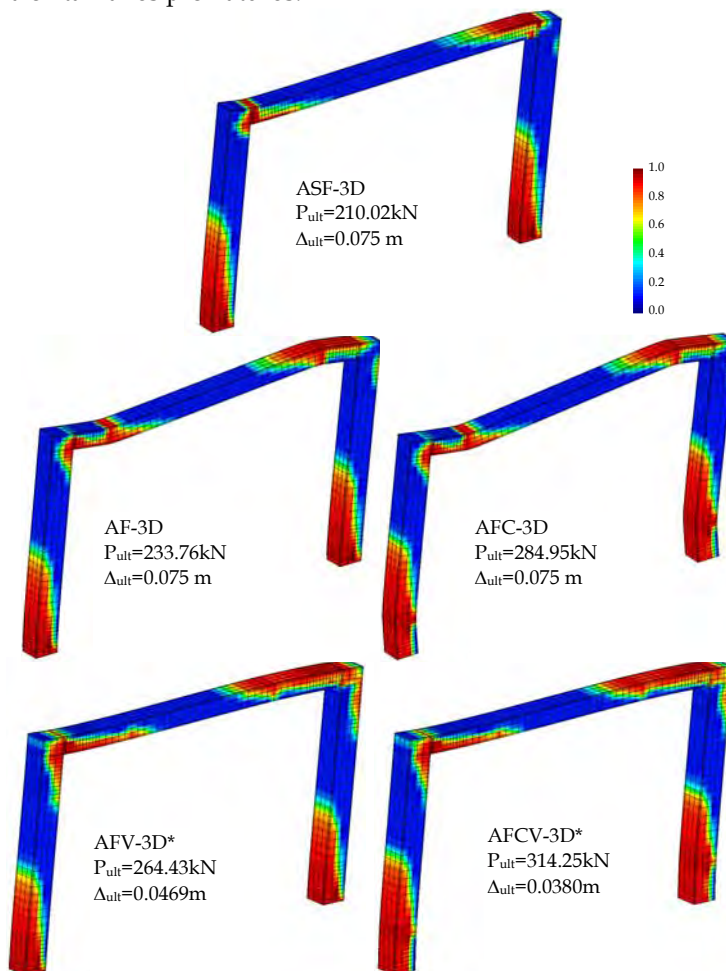 ASF-3D
Pult=210.02kN
Δult=0.075 m
1.0
0.8
0.6
0.4
0.2
0.0
AF-3D
Pult=233.76kN
Δult=0.075 m
AFC-3D
Pult=284.95kN
Δult=0.075 m
AFV-3D*
Pult=264.43kN
Δult=0.0469m
AFCV-3D*
Pult=314.25kN
Δult=0.0380m